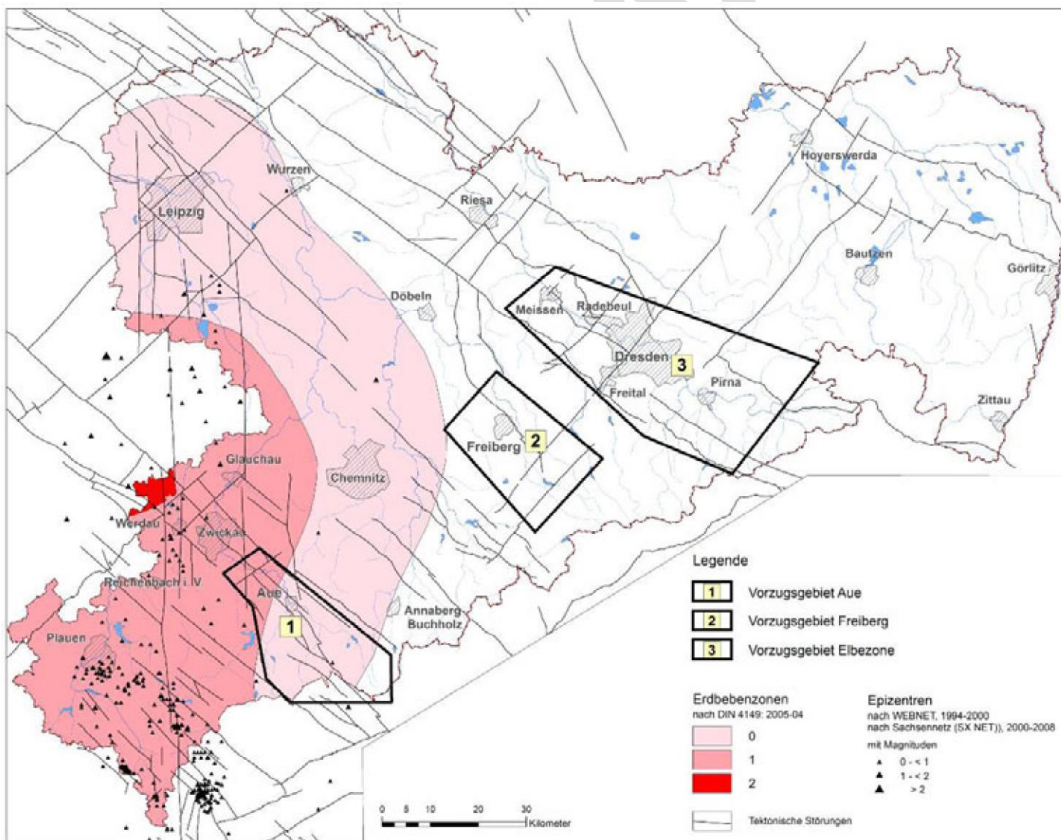 Hoyerswerda
Wurzen
Riesa
Leipzig
Bautzen
Görlitz
Döbeln
Meissen
Radebeul
Dresden
3
Freital
Pirna
Zittau
Freiberg
2
Glauchau
Chemnitz
Werdau
Zwickau
Reichenbach i. V
Aue
1
Annaberg
Buchholz
Plauen
Legende
1 Vorzugsgebiet Aue
2 Vorzugsgebiet Freiberg
3 Vorzugsgebiet Elbezone
Erdbebenzonen
nach DIN 4149: 2005-04
0
1
2
Epizentren
nach WEBNET, 1994-2000
nach Sachsennetz (SX NET)), 2000-2008
mit Magnituden
0 - < 1
1 - < 2
> 2
Tektonische Störungen
0 5 10 20 30
Kilometer